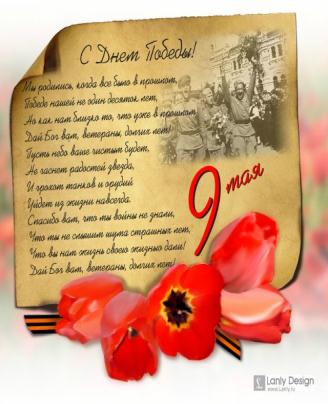 С Днем Победы!
Мы родились, когда все было в прошлом,
Победе нашей не один десяток лет,
Но как нам близко то, что уже в прошлом.
Дай Бог вам, ветераны, долгих лет!
Пусть небо ваше чистым будет,
Не гаснет радостей звезда,
И грохот танков и орудий
Уйдет из жизни навсегда.
Спасибо вам, что мы войны не знали,
Что мы не слышим шума страшных лет,
Что вы нам жизнь своею жизнью дали!
Дай Бог вам, ветераны, долгих лет!
9 мая
Lanly Design
www.Lanly.ru